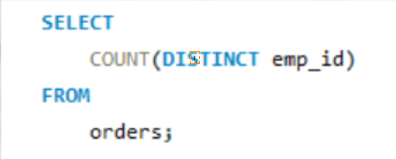 SELECT
COUNT(DISTINCT emp_id)
FROM
orders;